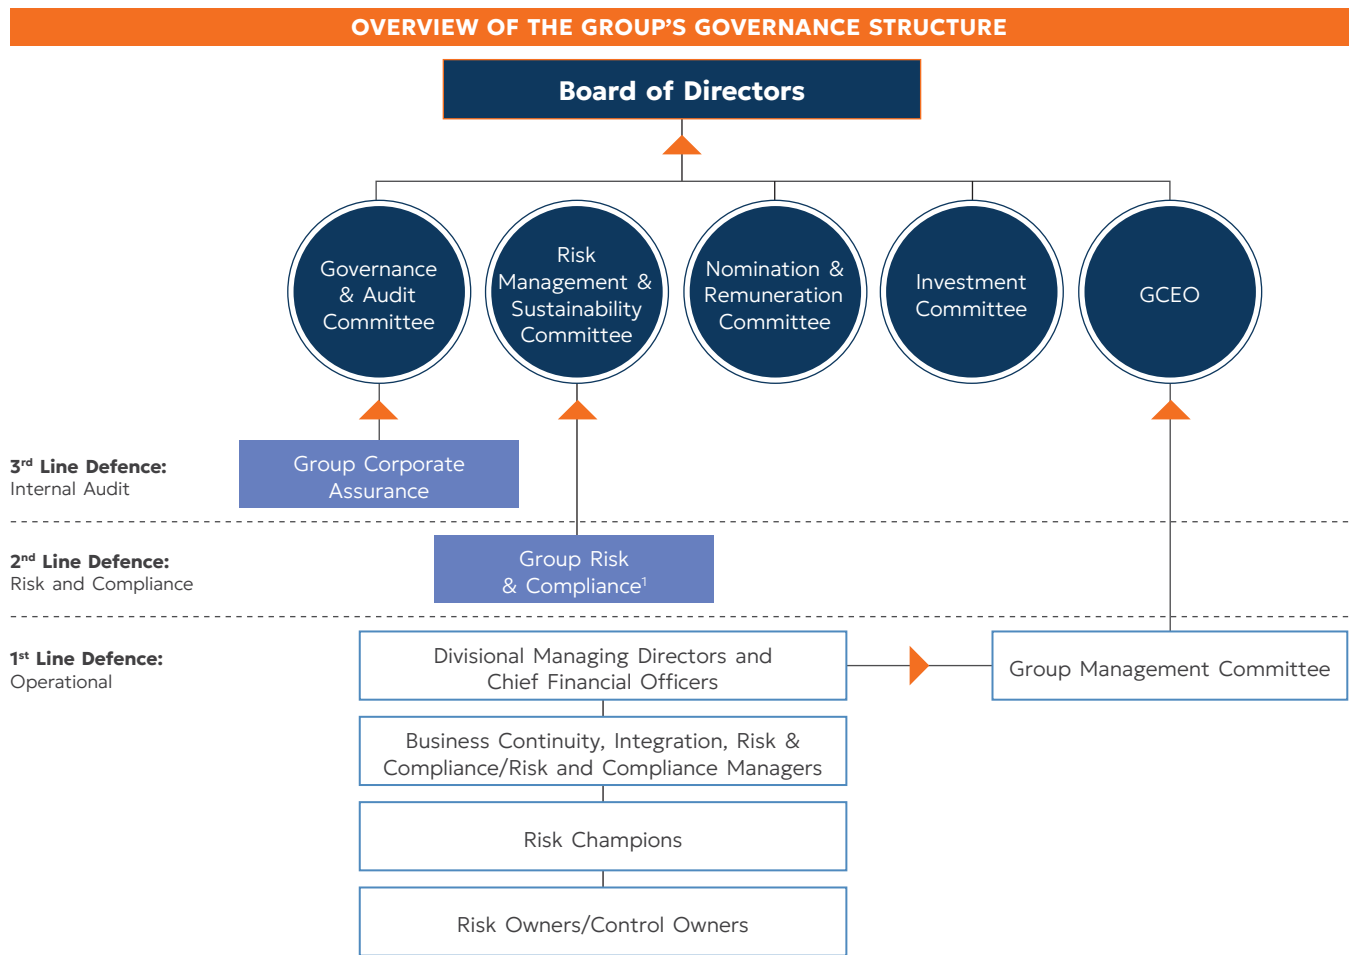 OVERVIEW OF THE GROUP'S GOVERNANCE STRUCTURE
Board of Directors
Governance
& Audit
Committee
Risk
Management &
Sustainability
Committee
Nomination &
Remuneration
Committee
Investment
Committee
GCEO
3rd Line Defence:
Internal Audit
Group Corporate
Assurance
2nd Line Defence:
Risk and Compliance
Group Risk
& Compliance1
1st Line Defence:
Operational
Divisional Managing Directors and
Chief Financial Officers
Group Management Committee
Business Continuity, Integration, Risk &
Compliance/Risk and Compliance Managers
Risk Champions
Risk Owners/Control Owners